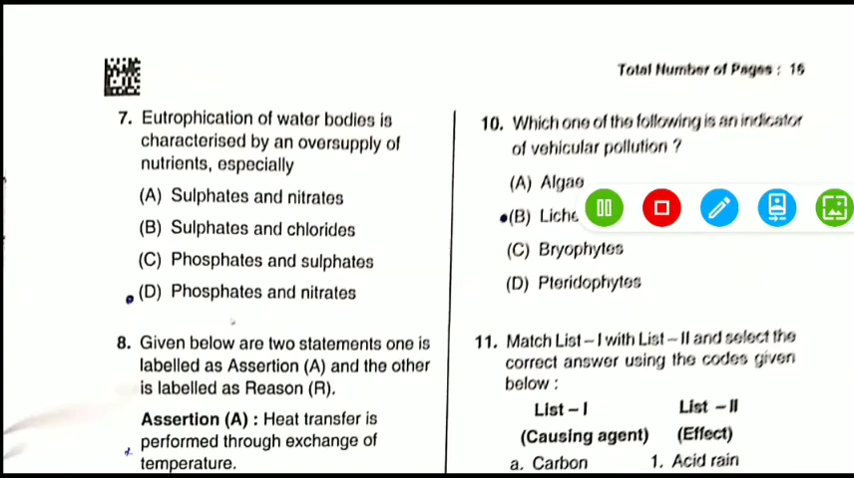 Total Number of Pages : 16
7. Eutrophication of water bodies is
characterised by an oversupply of
nutrients, especially
(A) Sulphates and nitrates
(B) Sulphates and chlorides
(C) Phosphates and sulphates
(D) Phosphates and nitrates
8. Given below are two statements one is
labelled as Assertion (A) and the other
is labelled as Reason (R).
Assertion (A) : Heat transfer is
performed through exchange of
temperature.
10. Which one of the following is an indicator
of vehicular pollution ?
(A) Algae
(B)
(C) Bryophytes
(D) Pteridophytes
11. Match List – I with List – II and select the
correct answer using the codes given
below :
List – I List – II
(Causing agent) (Effect)
a. Carbon 1. Acid rain